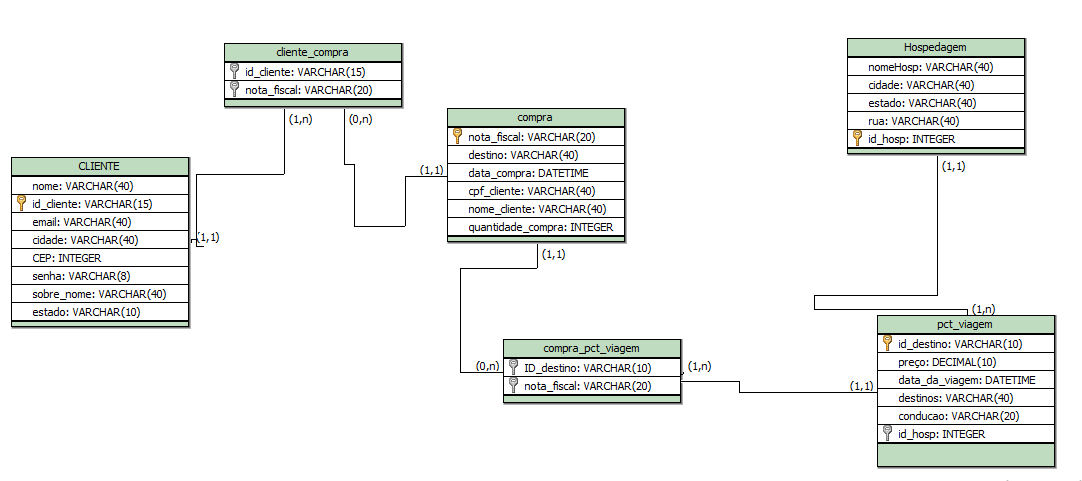 cliente_compra
id_cliente: VARCHAR(15)
nota_fiscal: VARCHAR(20)
(1,n)
(0,n)
Hospedagem
nomeHosp: VARCHAR(40)
cidade: VARCHAR(40)
estado: VARCHAR(40)
rua: VARCHAR(40)
id_hosp: INTEGER
(1,1)
compra
nota_fiscal: VARCHAR(20)
destino: VARCHAR(40)
data_compra: DATETIME
cpf_cliente: VARCHAR(40)
nome_cliente: VARCHAR(40)
quantidade_compra: INTEGER
(1,1)
(1,1)
CLIENTE
nome: VARCHAR(40)
id_cliente: VARCHAR(15)
email: VARCHAR(40)
cidade: VARCHAR(40)
CEP: INTEGER
senha: VARCHAR(8)
sobre_nome: VARCHAR(40)
estado: VARCHAR(10)
(1,1)
compra_pct_viagem
ID_destino: VARCHAR(10)
nota_fiscal: VARCHAR(20)
(0,n)
(1,n)
(1,n)
pct_viagem
id_destino: VARCHAR(10)
preço: DECIMAL(10)
data_da_viagem: DATETIME
destinos: VARCHAR(40)
conducao: VARCHAR(20)
id_hosp: INTEGER
(1,1)